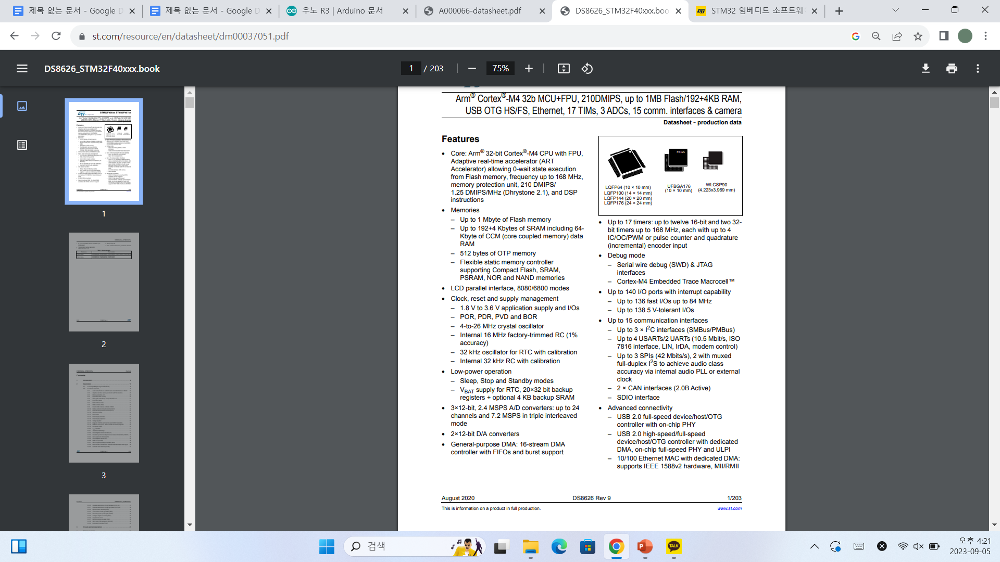 제목 없는 문서 - Google D
제목 없는 문서 - Google D
우노 R3 | Arduino 문서
A000066-datasheet.pdf
DS8626_STM32F40xxx.boo
STM32 임베디드 소프트웨
st.com/resource/en/datasheet/dm00037051.pdf
DS8626_STM32F40xxx.book
1 / 203
75%
1
2
3
Arm® Cortex®-M4 32b MCU+FPU, 210DMIPS, up to 1MB Flash/192+4KB RAM,
USB OTG HS/FS, Ethernet, 17 TIMs, 3 ADCs, 15 comm. interfaces & camera
Datasheet - production data
Features
• Core: Arm® 32-bit Cortex®-M4 CPU with FPU,
Adaptive real-time accelerator (ART
Accelerator) allowing 0-wait state execution
from Flash memory, frequency up to 168 MHz,
memory protection unit, 210 DMIPS/
1.25 DMIPS/MHz (Dhrystone 2.1), and DSP
instructions
• Memories
– Up to 1 Mbyte of Flash memory
– Up to 192+4 Kbytes of SRAM including 64-
Kbyte of CCM (core coupled memory) data
RAM
– 512 bytes of OTP memory
– Flexible static memory controller
supporting Compact Flash, SRAM,
PSRAM, NOR and NAND memories
• LCD parallel interface, 8080/6800 modes
• Clock, reset and supply management
– 1.8 V to 3.6 V application supply and I/Os
– POR, PDR, PVD and BOR
– 4-to-26 MHz crystal oscillator
– Internal 16 MHz factory-trimmed RC (1%
accuracy)
– 32 kHz oscillator for RTC with calibration
– Internal 32 kHz RC with calibration
• Low-power operation
– Sleep, Stop and Standby modes
– VBAT supply for RTC, 20×32 bit backup
registers + optional 4 KB backup SRAM
• 3×12-bit, 2.4 MSPS A/D converters: up to 24
channels and 7.2 MSPS in triple interleaved
mode
• 2×12-bit D/A converters
• General-purpose DMA: 16-stream DMA
controller with FIFOs and burst support
FBGA
LQFP64 (10 × 10 mm)
LQFP100 (14 × 14 mm)
LQFP144 (20 × 20 mm)
LQFP176 (24 × 24 mm)
UFBGA176
(10 × 10 mm)
WLCSP90
(4.223x3.969 mm)
• Up to 17 timers: up to twelve 16-bit and two 32-
bit timers up to 168 MHz, each with up to 4
IC/OC/PWM or pulse counter and quadrature
(incremental) encoder input
• Debug mode
– Serial wire debug (SWD) & JTAG
interfaces
– Cortex-M4 Embedded Trace Macrocell™
• Up to 140 I/O ports with interrupt capability
– Up to 136 fast I/Os up to 84 MHz
– Up to 138 5 V-tolerant I/Os
• Up to 15 communication interfaces
– Up to 3 × I2C interfaces (SMBus/PMBus)
– Up to 4 USARTs/2 UARTs (10.5 Mbit/s, ISO
7816 interface, LIN, IrDA, modem control)
– Up to 3 SPIs (42 Mbits/s), 2 with muxed
full-duplex I2S to achieve audio class
accuracy via internal audio PLL or external
clock
– 2 × CAN interfaces (2.0B Active)
– SDIO interface
• Advanced connectivity
– USB 2.0 full-speed device/host/OTG
controller with on-chip PHY
– USB 2.0 high-speed/full-speed
device/host/OTG controller with dedicated
DMA, on-chip full-speed PHY and ULPI
– 10/100 Ethernet MAC with dedicated DMA:
supports IEEE 1588v2 hardware, MII/RMII
August 2020
DS8626 Rev 9
1/203
This is information on a product in full production.
www.st.com
검색
TALK
오후 4:21
2023-09-05